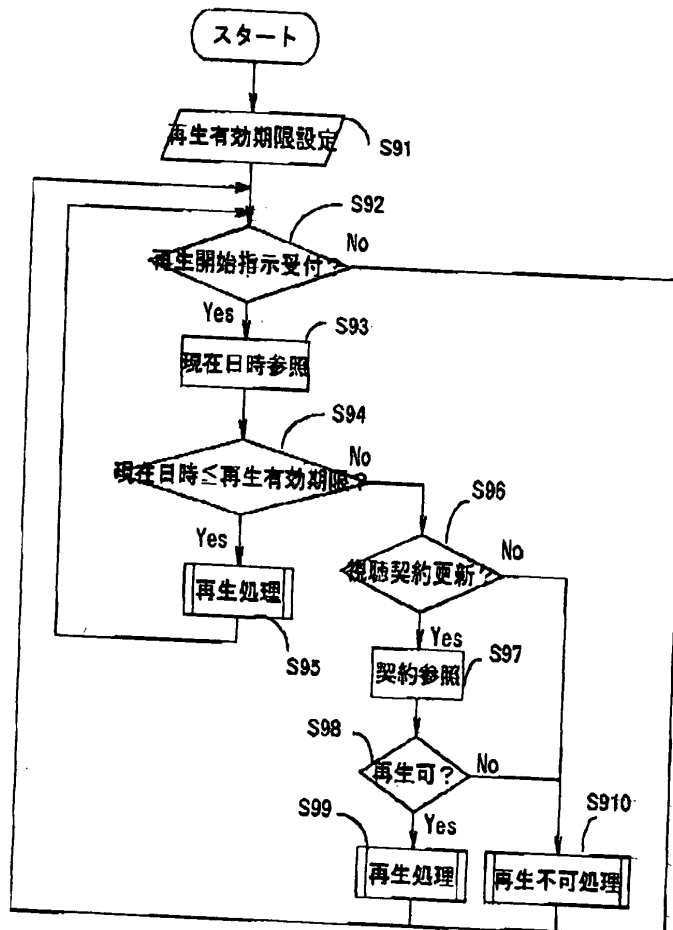 スタート
再生有効期限設定
S91
S92
再生開始指示受付?
No
Yes
S93
現在日時参照
S94
現在日時≦再生有効期限?
No
Yes
S96
視聴契約更新?
No
再生処理
S95
Yes
S97
契約参照
S98
再生可?
No
S99
Yes
S910
再生処理
再生不可処理